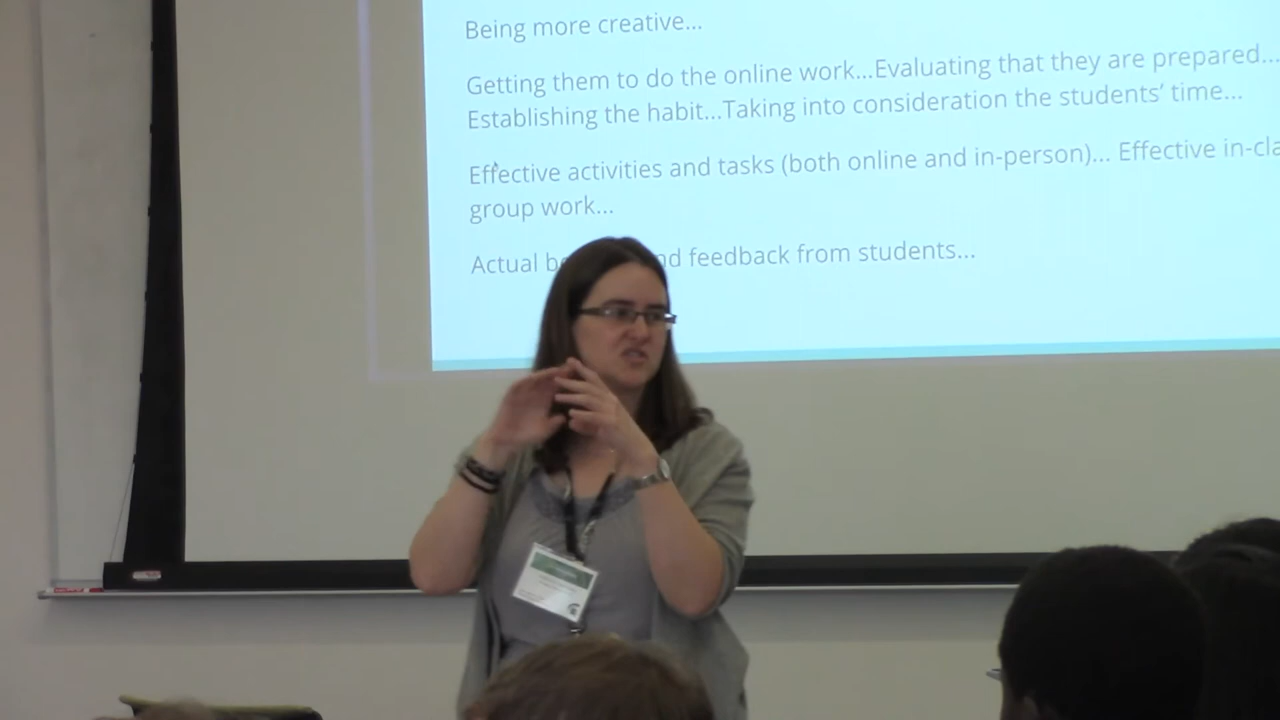 Being more creative...
Getting them to do the online work...Evaluating that they are prepared...
Establishing the habit...Taking into consideration the students' time...
Effective activities and tasks (both online and in-person)... Effective
group work...
Actual feedback from students...